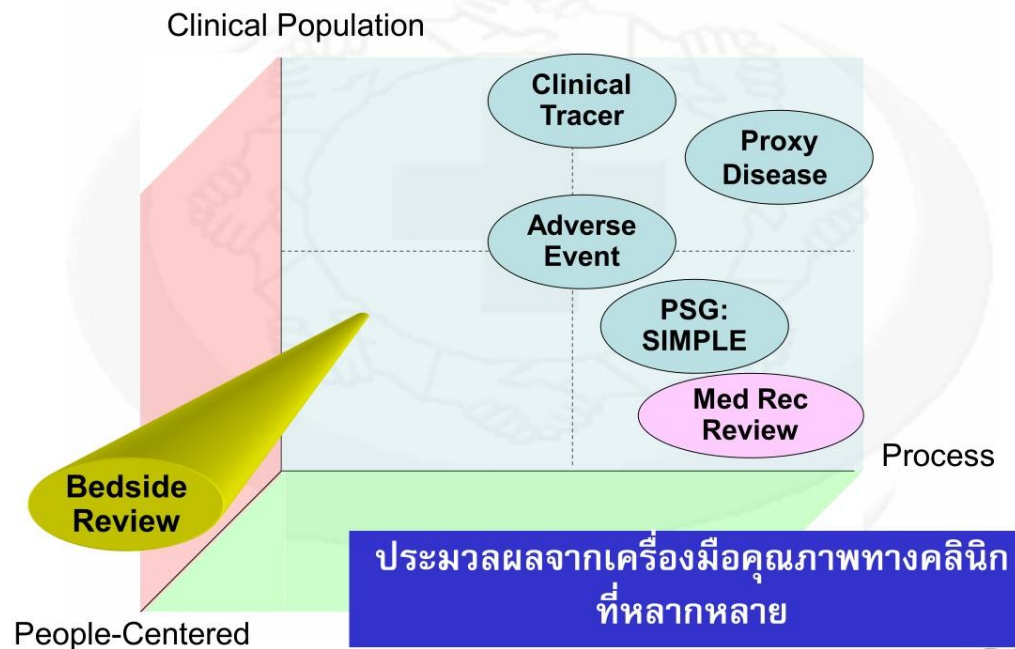 Clinical Population
Clinical
Tracer
Proxy
Disease
Adverse
Event
PSG:
SIMPLE
Med Rec
Review
Process
Bedside
Review
ประมวลผลจากเครื่องมือคุณภาพทางคลินิก
ที่หลากหลาย
People-Centered